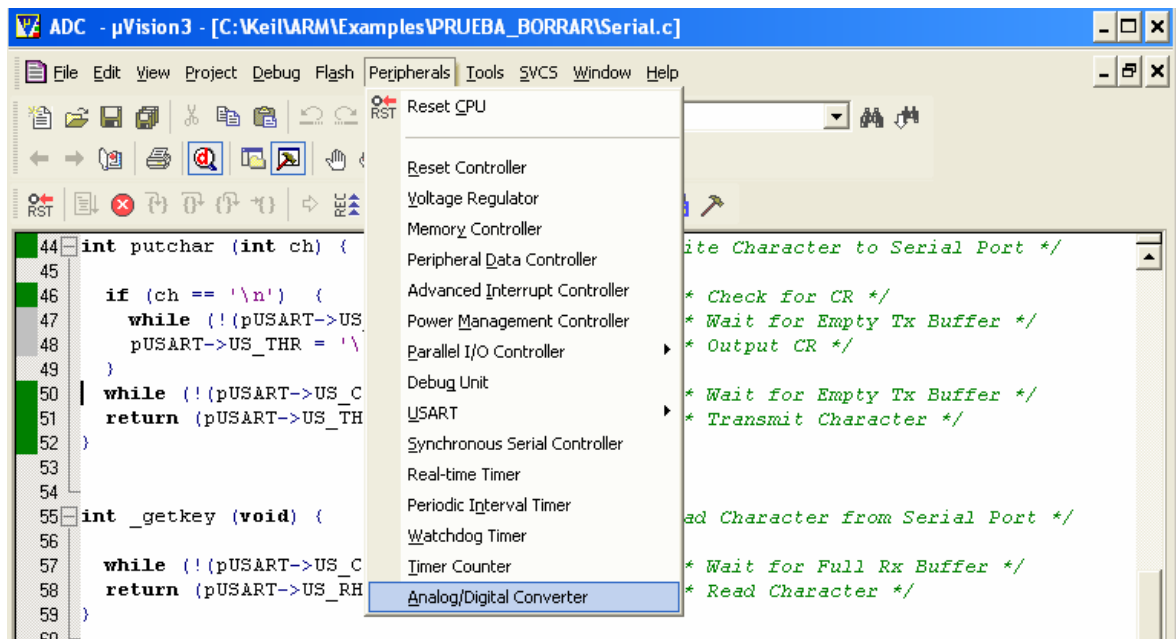 ADC - µVision3 - [C:\Keil\ARM\Examples\PRUEBA_BORRAR\Serial.c]
File Edit View Project Debug Flash Peripherals Tools SVCS Window Help
RST Reset CPU
Reset Controller
RST REC Voltage Regulator
Memory Controller
Peripheral Data Controller
Advanced Interrupt Controller
Power Management Controller
Parallel I/O Controller
Debug Unit
USART
Synchronous Serial Controller
Real-time Timer
Periodic Interval Timer
Watchdog Timer
Timer Counter
Analog/Digital Converter
44 int putchar (int ch) { ite Character to Serial Port */
45
46 if (ch == '\n') { * Check for CR */
47 while (!(pUSART->US_ * Wait for Empty Tx Buffer */
48 pUSART->US_THR = '\ * Output CR */
49 }
50 while (!(pUSART->US_C * Wait for Empty Tx Buffer */
51 return (pUSART->US_TH * Transmit Character */
52 }
53
54
55 int _getkey (void) { ad Character from Serial Port */
56
57 while (!(pUSART->US_C * Wait for Full Rx Buffer */
58 return (pUSART->US_RH * Read Character */
59 }